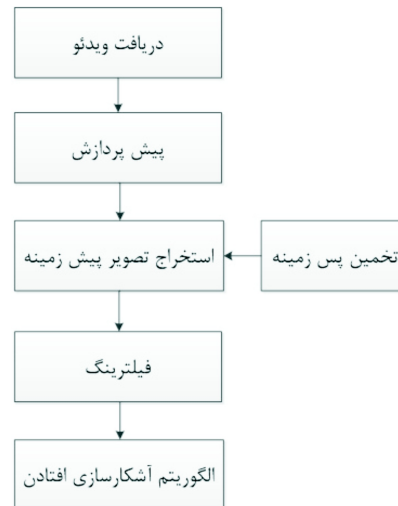 دریافت ویدئو
پیش پردازش
استخراج تصویر پیش زمینه
تخمین پس زمینه
فیلترینگ
الگوریتم آشکارسازی افتادن